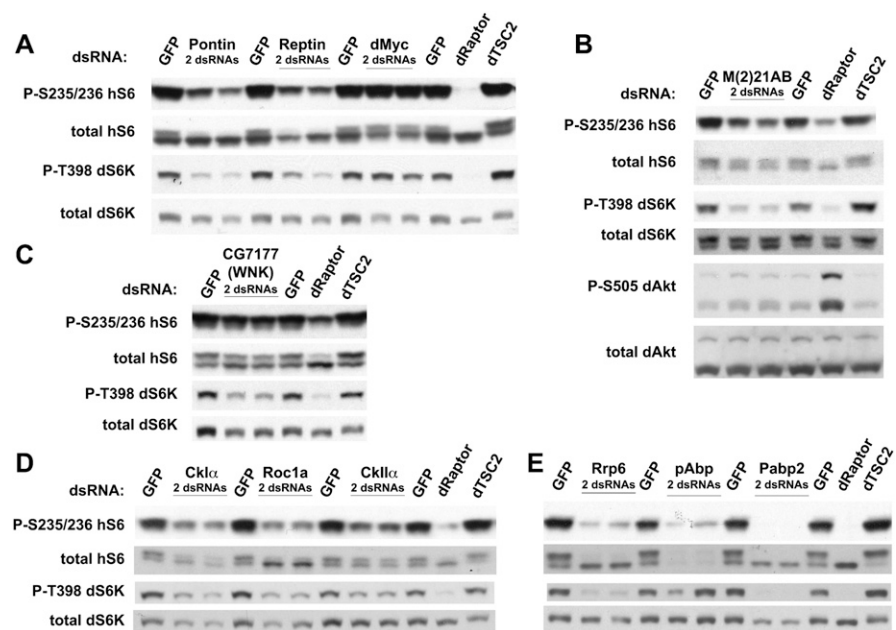 A
dsRNA:
GFP Pontin GFP Reptin GFP dMyc GFP dRaptor dTSC2
2 dsRNAs 2 dsRNAs 2 dsRNAs
P-S235/236 hS6
total hS6
P-T398 dS6K
total dS6K
B
dsRNA:
GFP M(2)21AB GFP dRaptor dTSC2
2 dsRNAs
P-S235/236 hS6
total hS6
P-T398 dS6K
total dS6K
P-S505 dAkt
total dAkt
C
CG7177
(WNK)
dsRNA:
GFP 2 dsRNAs GFP dRaptor dTSC2
P-S235/236 hS6
total hS6
P-T398 dS6K
total dS6K
D
dsRNA:
GFP CkIα GFP Roc1a GFP CkIIα GFP dRaptor dTSC2
2 dsRNAs 2 dsRNAs 2 dsRNAs
P-S235/236 hS6
total hS6
P-T398 dS6K
total dS6K
E
GFP Rrp6 GFP pAbp GFP Pabp2 GFP dRaptor dTSC2
2 dsRNAs 2 dsRNAs 2 dsRNAs